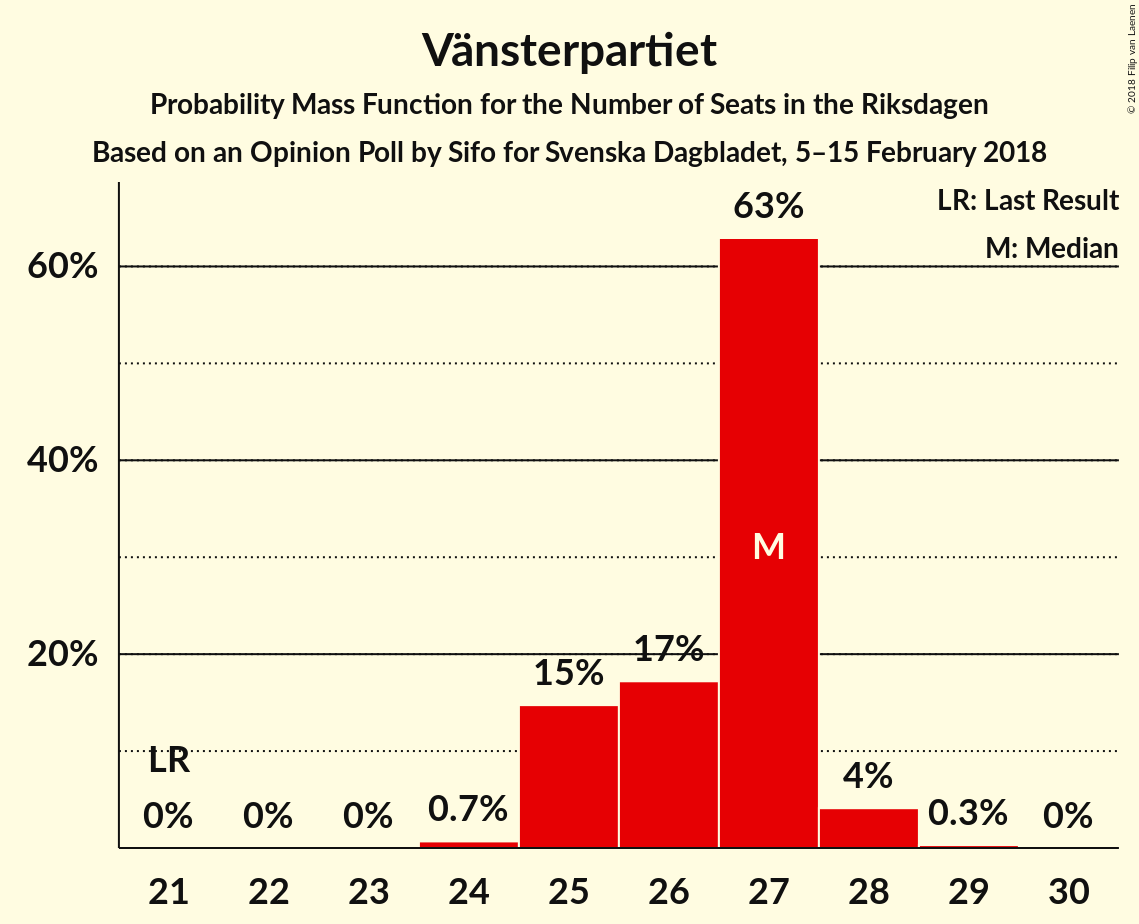 Vänsterpartiet
Probability Mass Function for the Number of Seats in the Riksdagen
Based on an Opinion Poll by Sifo for Svenska Dagbladet, 5–15 February 2018
© 2018 Filip van Laenen
LR: Last Result
M: Median
63%
60%
40%
M
20%
17%
15%
LR
4%
0%
0%
0%
0.7%
0.3%
0%
21 22 23 24 25 26 27 28 29 30